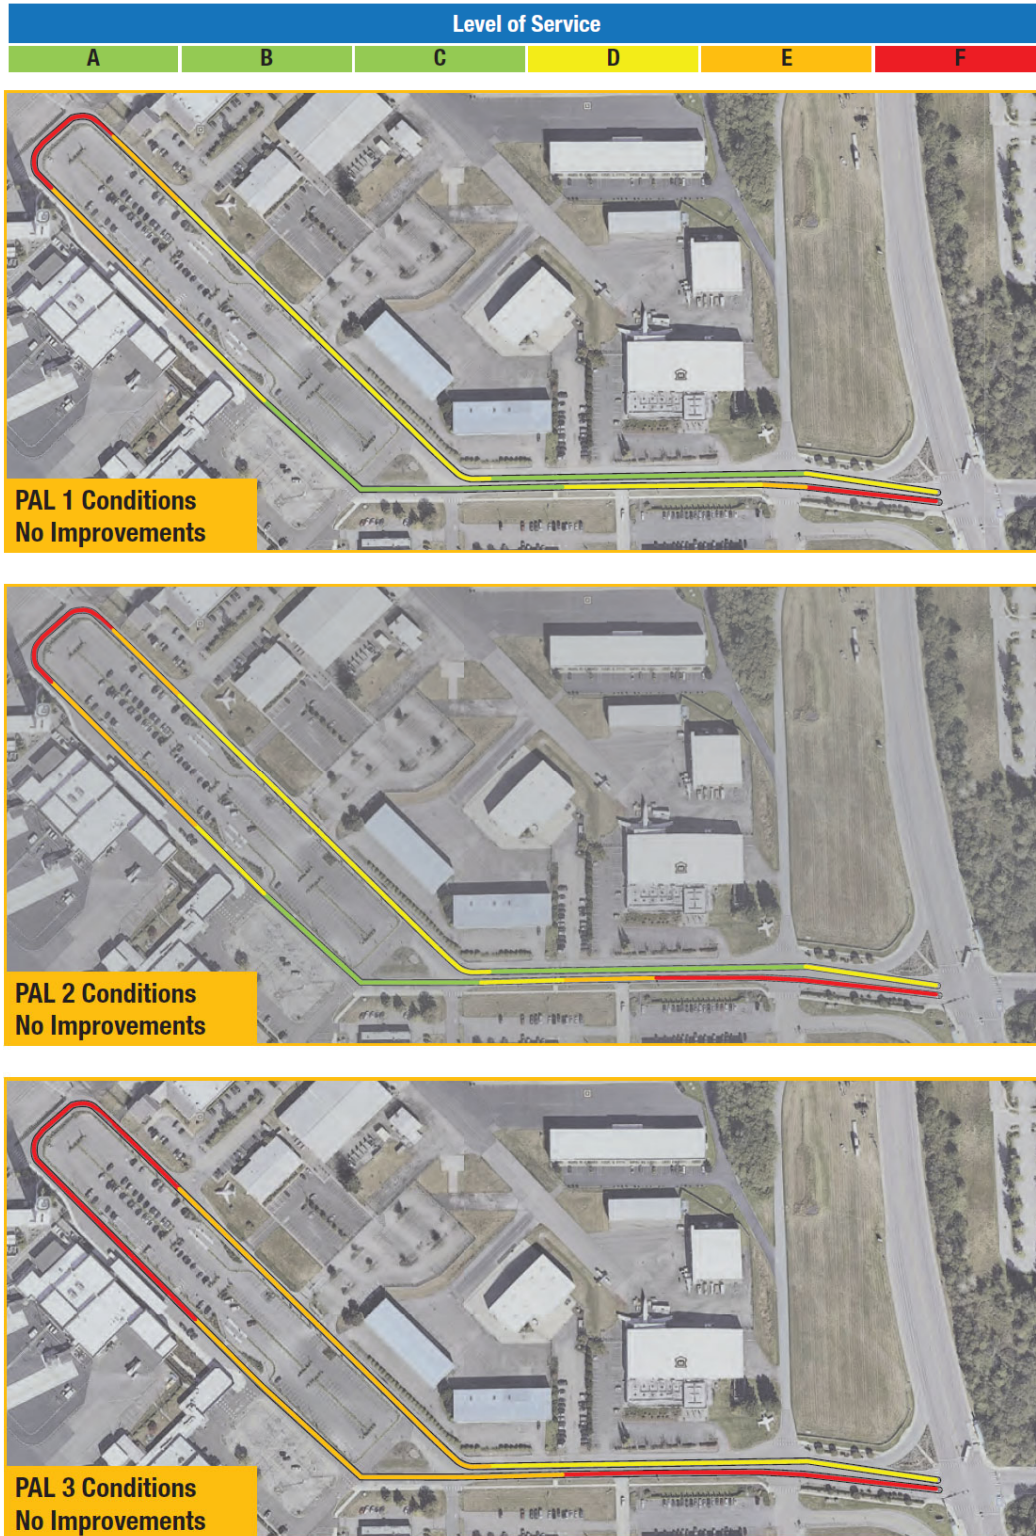 Level of Service
A B C D E F
PAL 1 Conditions
No Improvements
PAL 2 Conditions
No Improvements
PAL 3 Conditions
No Improvements